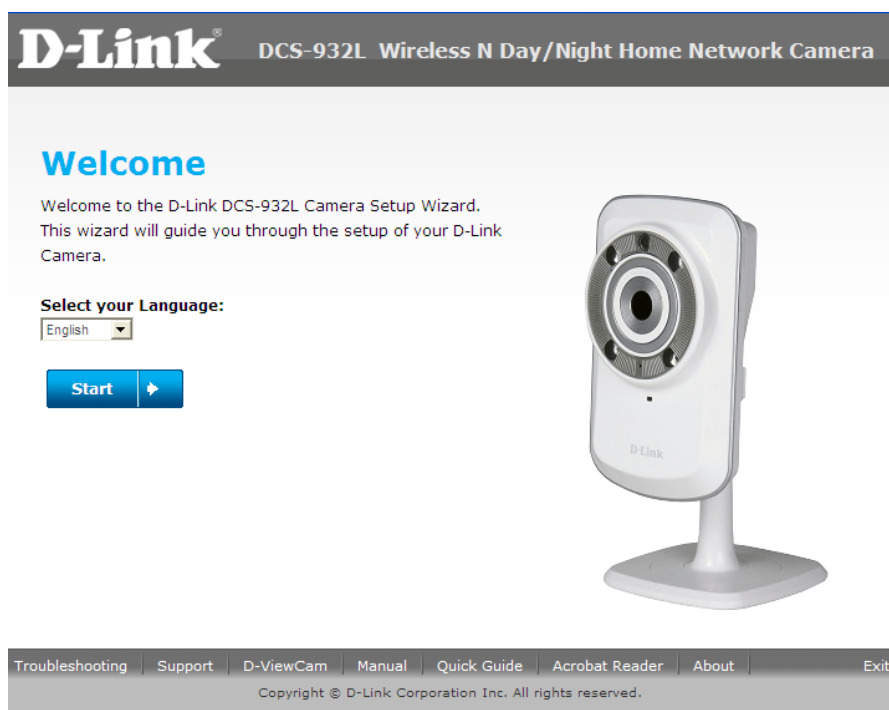 D-Link®
DCS-932L Wireless N Day/Night Home Network Camera
Welcome
Welcome to the D-Link DCS-932L Camera Setup Wizard.
This wizard will guide you through the setup of your D-Link
Camera.
Select your Language:
English
Start
D-Link
Troubleshooting Support D-ViewCam Manual Quick Guide Acrobat Reader About Exit
Copyright © D-Link Corporation Inc. All rights reserved.